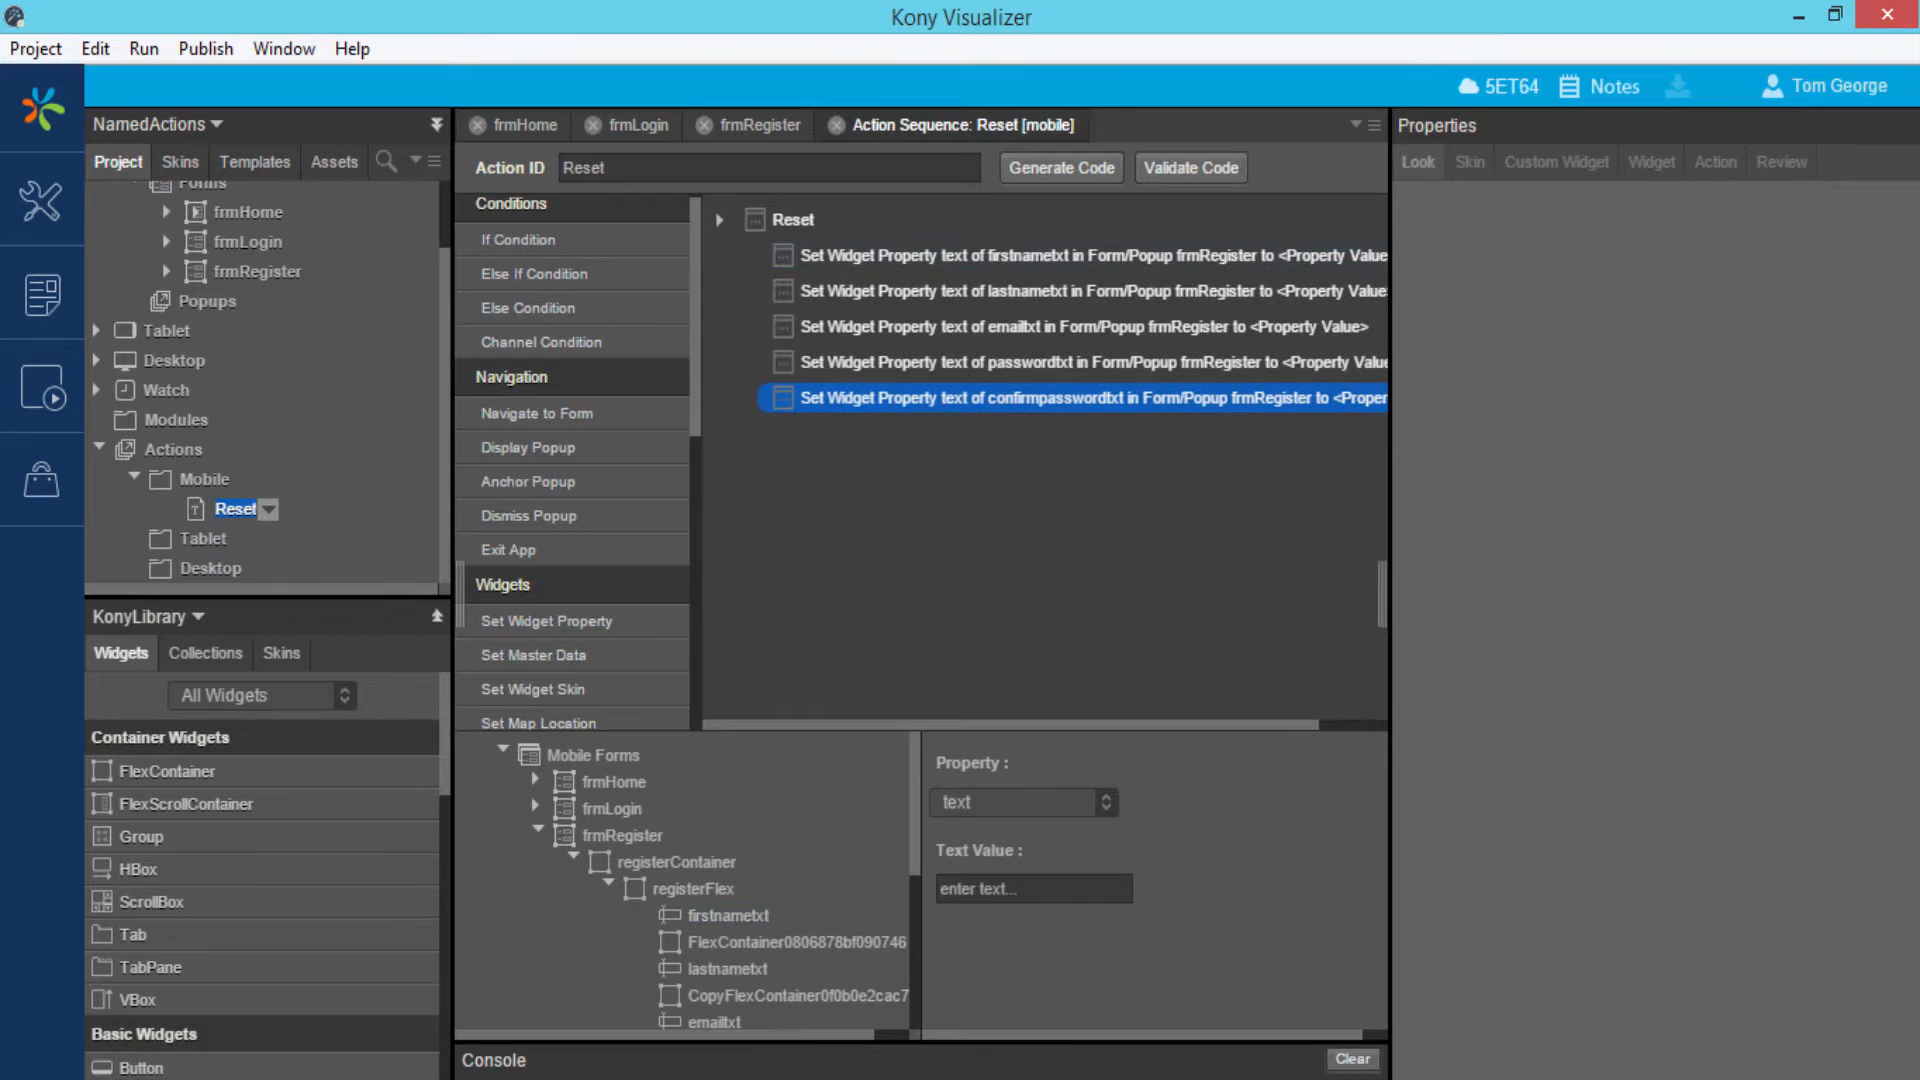 Kony Visualizer
Project Edit Run Publish Window Help
5ET64 Notes Tom George
NamedActions
Project Skins Templates Assets
Forms
frmHome
frmLogin
frmRegister
Popups
Tablet
Desktop
Watch
Modules
Actions
Mobile
Reset
Tablet
Desktop
KonyLibrary
Widgets Collections Skins
All Widgets
Container Widgets
FlexContainer
FlexScrollContainer
Group
HBox
ScrollBox
Tab
TabPane
VBox
Basic Widgets
Button
frmHome frmLogin frmRegister Action Sequence: Reset [mobile]
Action ID Reset Generate Code Validate Code
Conditions
If Condition
Else If Condition
Else Condition
Channel Condition
Navigation
Navigate to Form
Display Popup
Anchor Popup
Dismiss Popup
Exit App
Widgets
Set Widget Property
Set Master Data
Set Widget Skin
Set Map Location
Reset
Set Widget Property text of firstnametxt in Form/Popup frmRegister to <Property Value
Set Widget Property text of lastnametxt in Form/Popup frmRegister to <Property Value
Set Widget Property text of emailtxt in Form/Popup frmRegister to <Property Value>
Set Widget Property text of passwordtxt in Form/Popup frmRegister to <Property Value
Set Widget Property text of confirmpasswordtxt in Form/Popup frmRegister to <Proper
Mobile Forms
frmHome
frmLogin
frmRegister
registerContainer
registerFlex
firstnametxt
FlexContainer0806878bf090746
lastnametxt
CopyFlexContainer0f0b0e2cac7
emailtxt
Property :
text
Text Value :
enter text...
Console Clear
Properties
Look Skin Custom Widget Widget Action Review